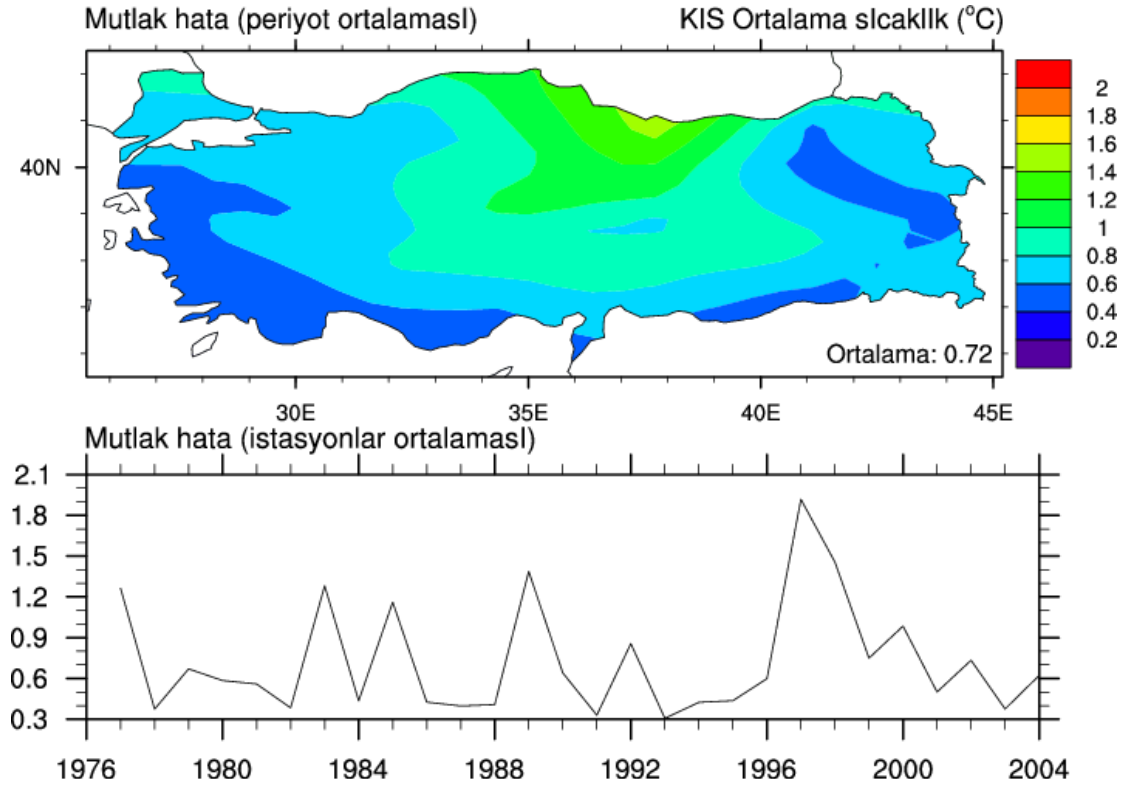 Mutlak hata (periyot ortalamasI) KIS Ortalama sIcaklIk (°C)
40N
2
1.8
1.6
1.4
1.2
1
0.8
0.6
0.4
0.2
Ortalama: 0.72
30E 35E 40E 45E
Mutlak hata (istasyonlar ortalamasI)
2.1
1.8
1.5
1.2
0.9
0.6
0.3
1976 1980 1984 1988 1992 1996 2000 2004